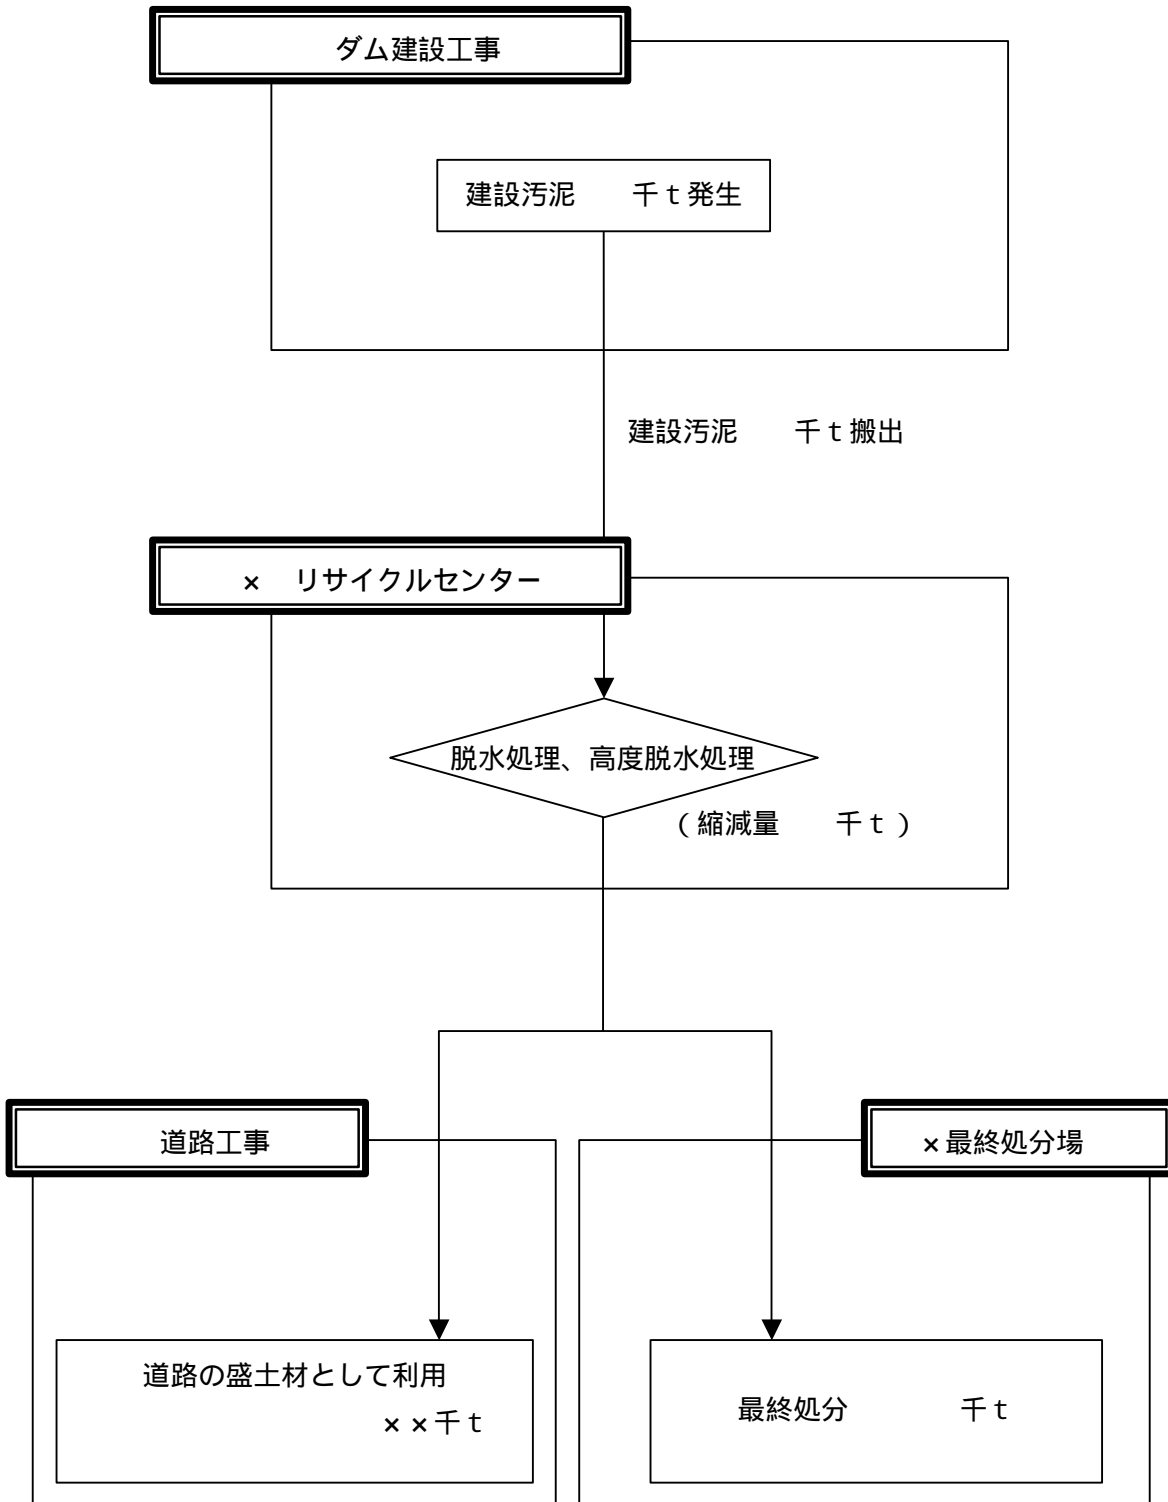 ダム建設工事
建設汚泥　　千ｔ発生
建設汚泥　　千ｔ搬出
×　リサイクルセンター
脱水処理、高度脱水処理
（縮減量　　千ｔ）
道路工事
×最終処分場
道路の盛土材として利用
××千ｔ
最終処分　　　　千ｔ